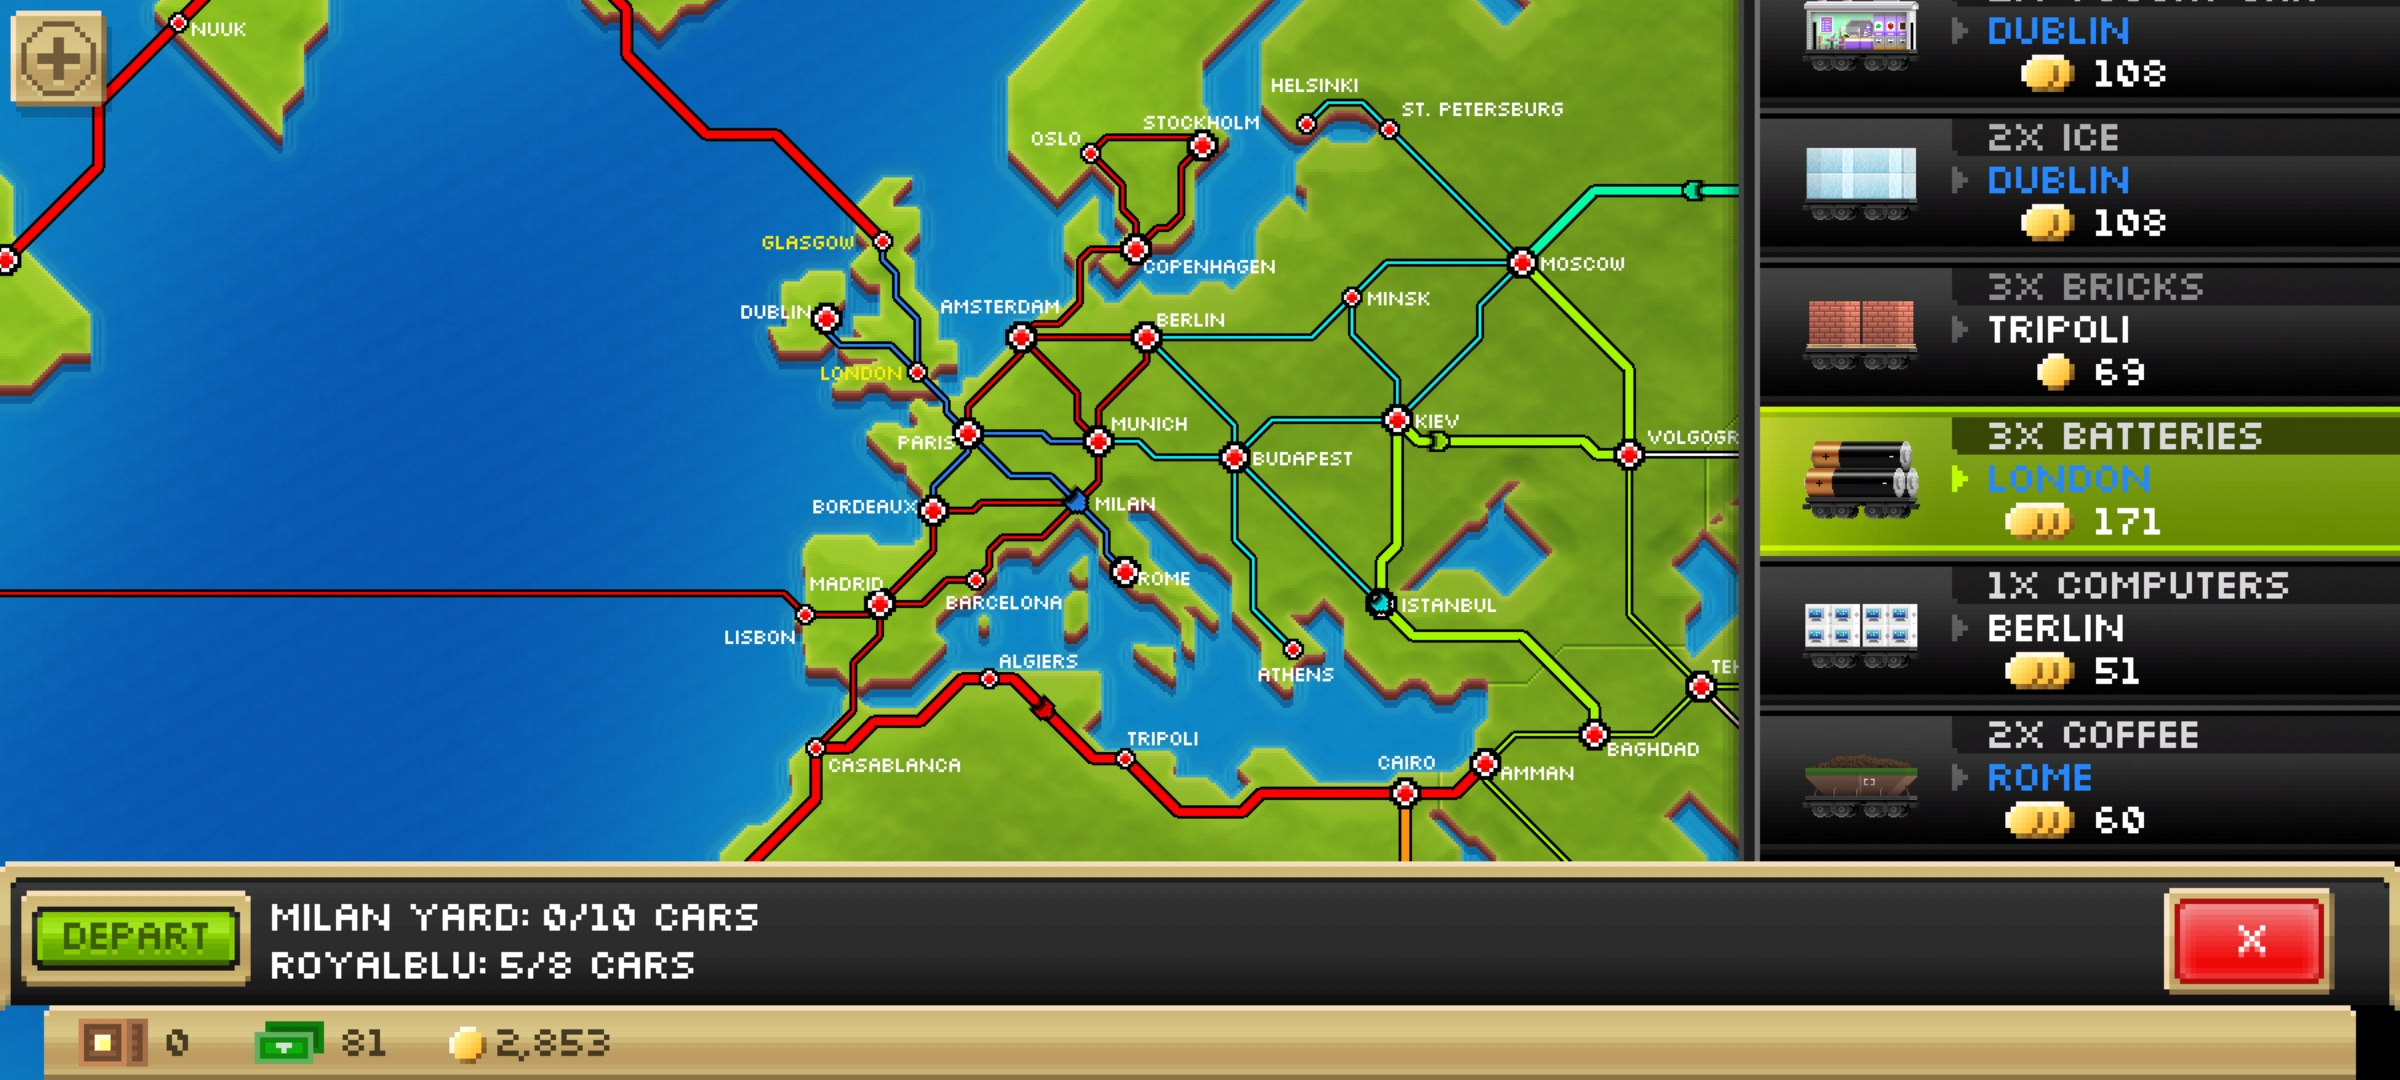 NUUK
HELSINKI
ST. PETERSBURG
STOCKHOLM
OSLO
GLASGOW
COPENHAGEN
MOSCOW
MINSK
DUBLIN
AMSTERDAM
BERLIN
LONDON
PARIS
MUNICH
KIEV
VOLGOGR
BUDAPEST
BORDEAUX
MILAN
MADRID
ROME
BARCELONA
ISTANBUL
LISBON
ALGIERS
ATHENS
TEH
TRIPOLI
CASABLANCA
CAIRO
AMMAN
BAGHDAD
DUBLIN
108
2X ICE
DUBLIN
108
3X BRICKS
TRIPOLI
69
3X BATTERIES
LONDON
171
1X COMPUTERS
BERLIN
51
2X COFFEE
ROME
60
DEPART
MILAN YARD: 0/10 CARS
ROYALBLU: 5/8 CARS
X
0
81
2,853